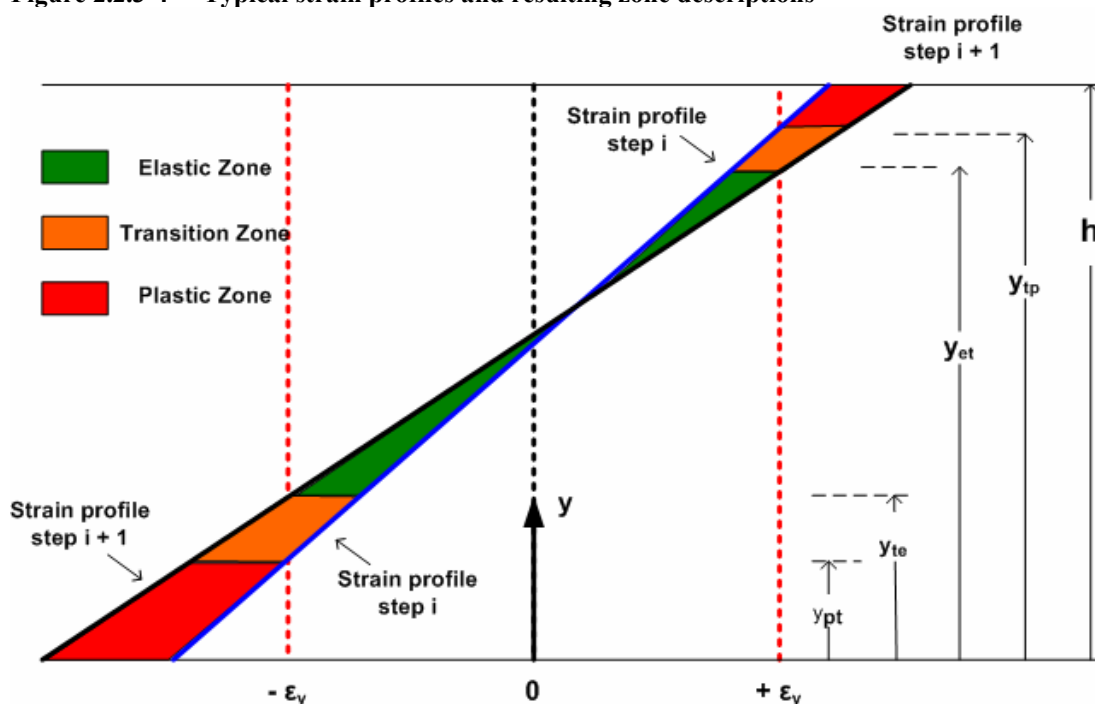 Figure 2.2.3-4 Typical strain profiles and resulting zone descriptions
Strain profile
step i + 1
Strain profile
step i
Elastic Zone
Transition Zone
Plastic Zone
h
y_tp
y_et
Strain profile
step i + 1
y
y_te
Strain profile
step i
y_pt
- ε_y
0
+ ε_y